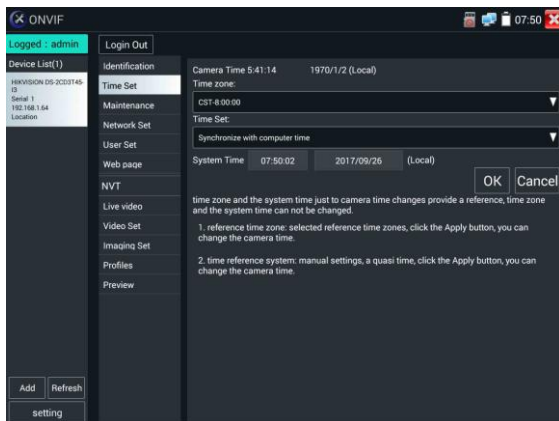 ONVIF
07:50
Logged : admin
Login Out
Device List(1)
HIKVISION DS-2CD3T45-
I3
Serial 1
192.168.1.64
Location
Identification
Time Set
Maintenance
Network Set
User Set
Web page
NVT
Live video
Video Set
Imaging Set
Profiles
Preview
Camera Time 5:41:14 1970/1/2 (Local)
Time zone:
CST-8:00:00
Time Set:
Synchronize with computer time
System Time 07:50:02 2017/09/26 (Local)
OK Cancel
time zone and the system time just to camera time changes provide a reference, time zone
and the system time can not be changed.
1. reference time zone: selected reference time zones, click the Apply button, you can
change the camera time.
2. time reference system: manual settings, a quasi time, click the Apply button, you can
change the camera time.
Add Refresh
setting